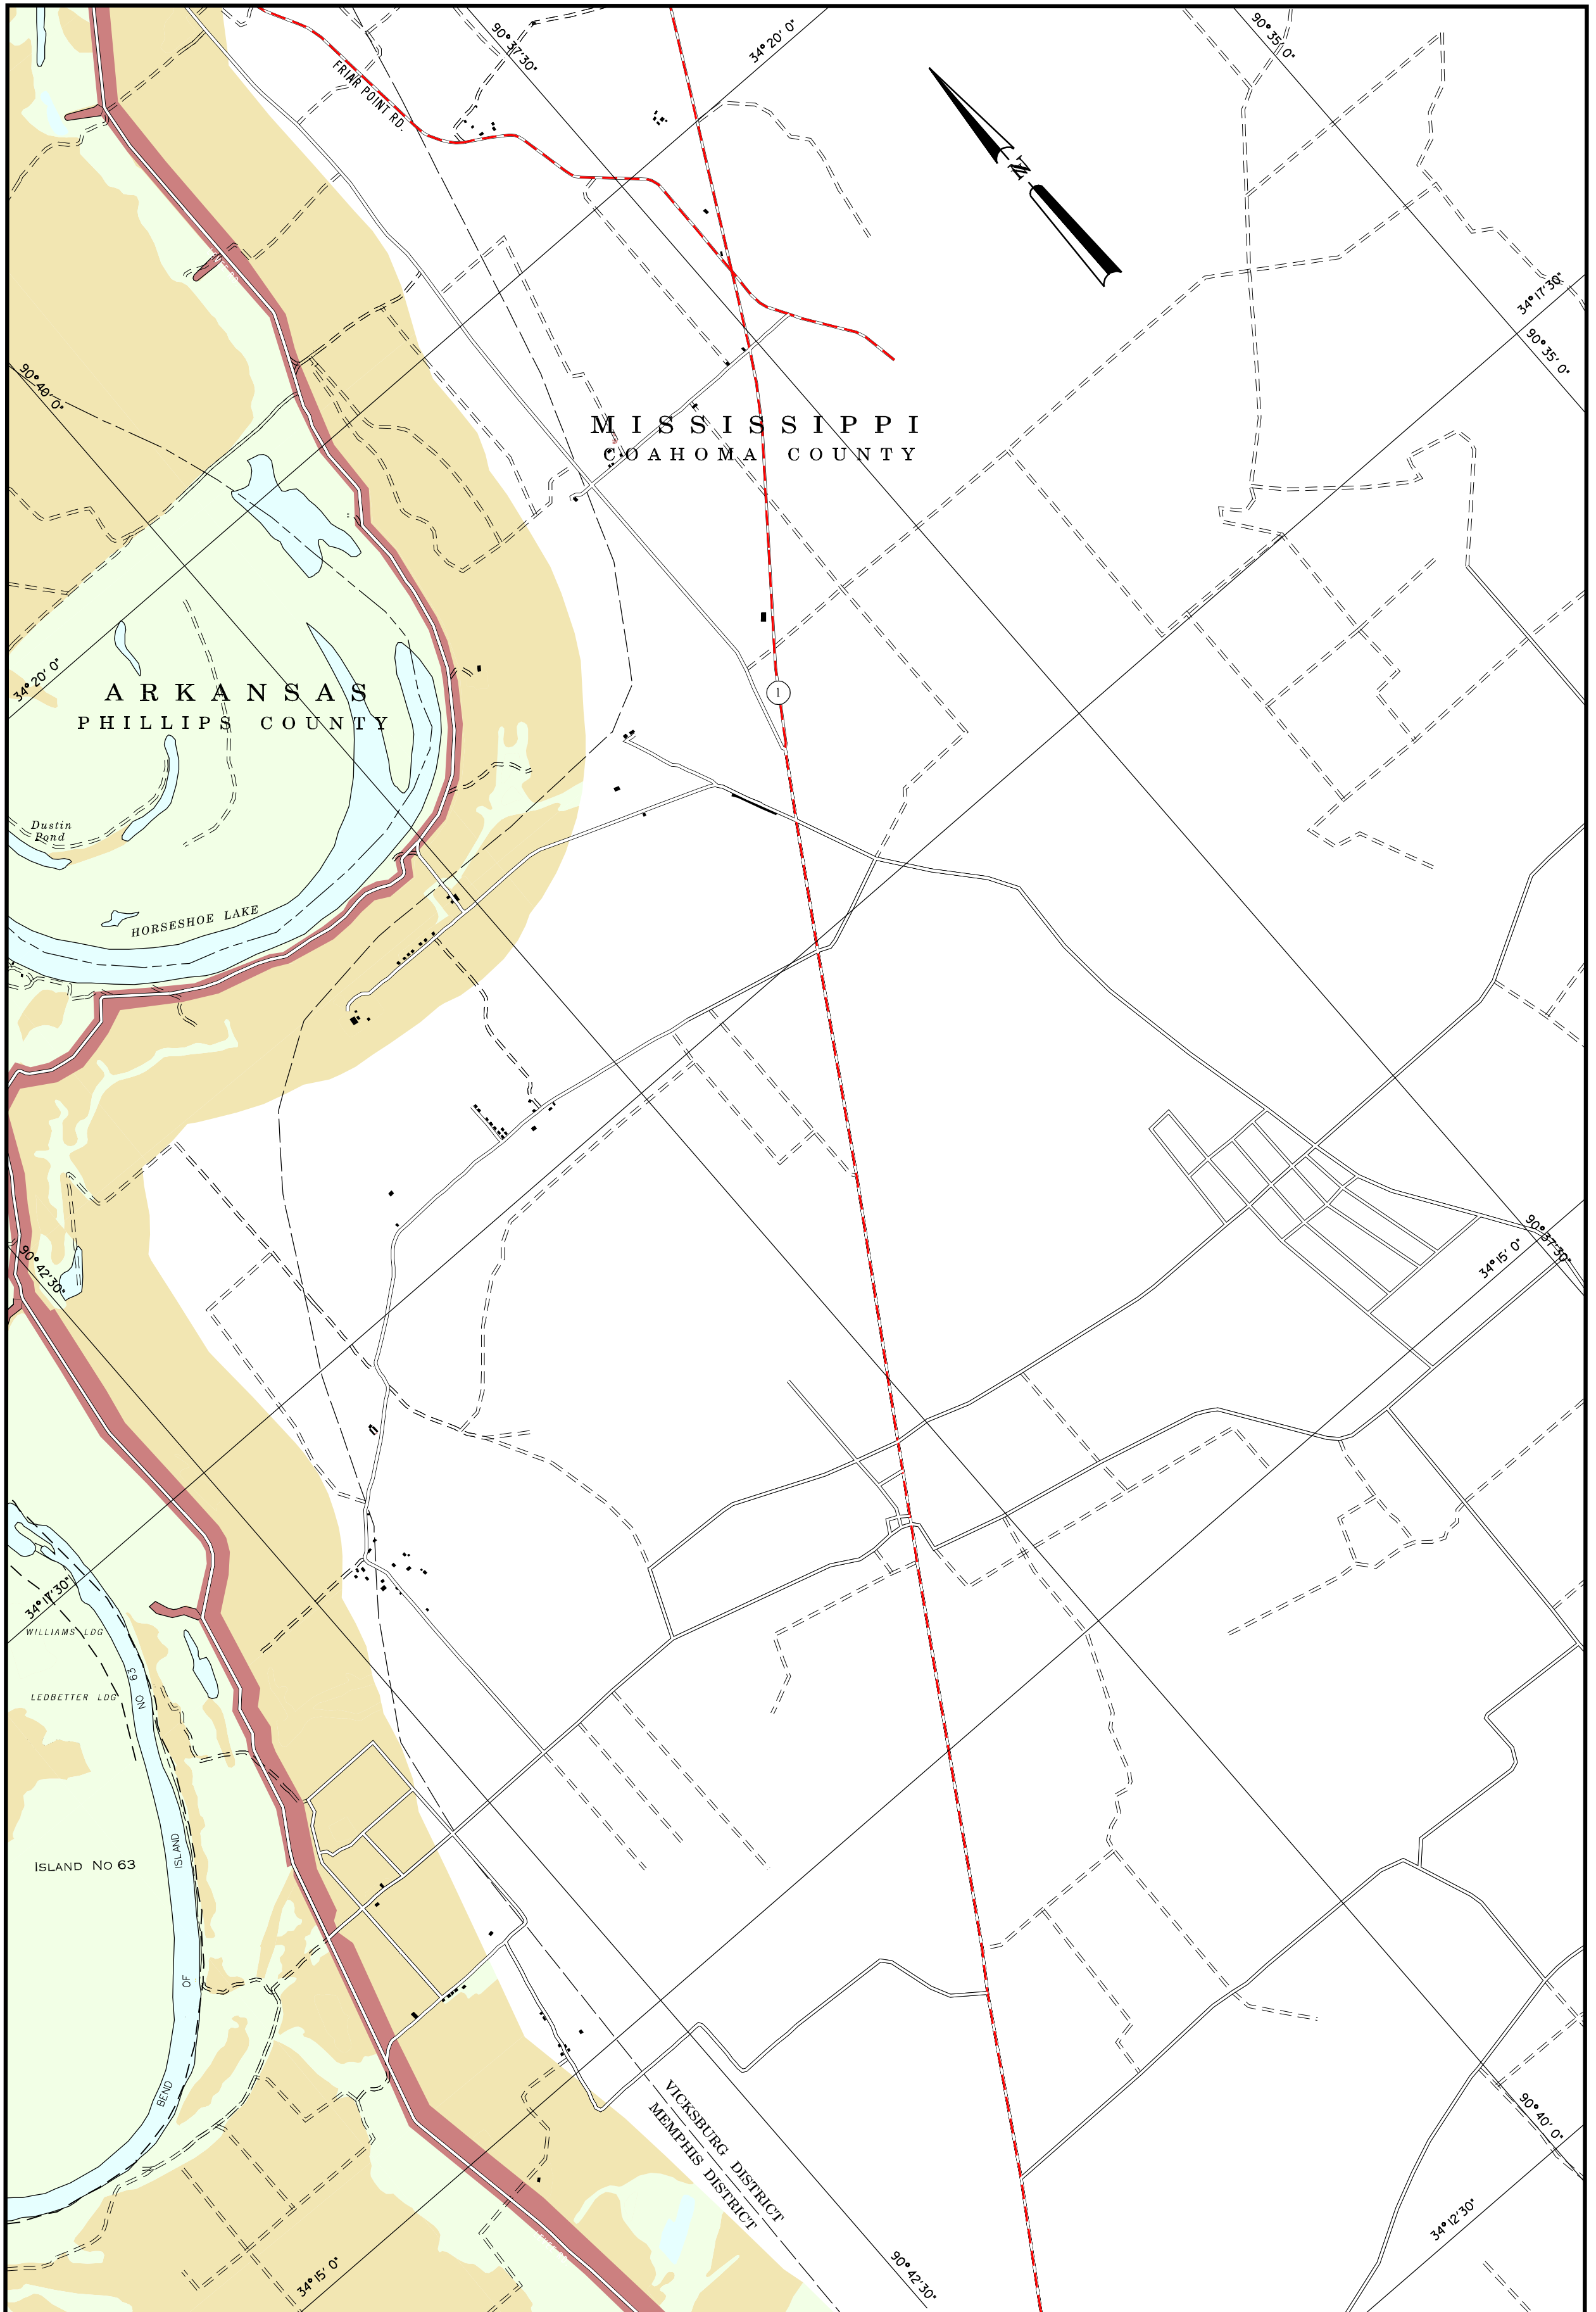 90° 37' 30"
34° 20' 0"
90° 35' 0"
FRIAR POINT RD.
N
34° 17' 30"
90° 35' 0"
90° 40' 0"
MISSISSIPPI
COAHOMA COUNTY
34° 20' 0"
ARKANSAS
PHILLIPS COUNTY
1
Dustin
Pond
HORSESHOE LAKE
90° 42' 30"
90° 37' 30"
34° 15' 0"
34° 17' 30"
WILLIAMS LDG
LEDBETTER LDG
ISLAND NO 63
BEND OF ISLAND NO 63
VICKSBURG DISTRICT
MEMPHIS DISTRICT
90° 40' 0"
34° 12' 30"
34° 15' 0"
90° 42' 30"